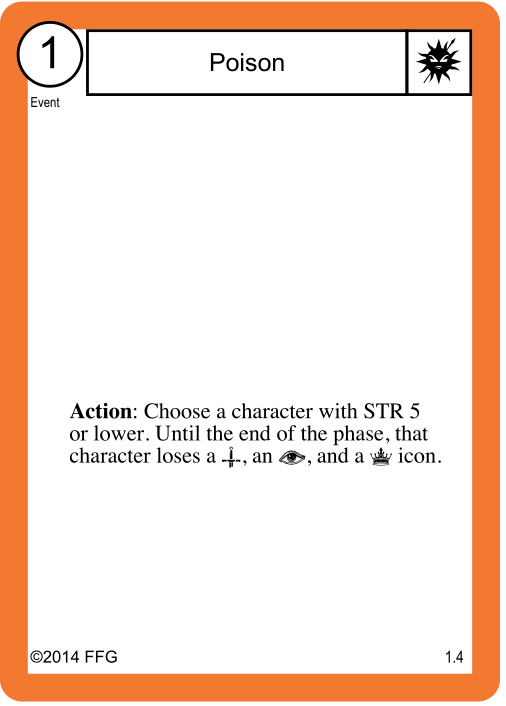 1
Poison
Event
Action: Choose a character with STR 5
or lower. Until the end of the phase, that
character loses a , an , and a icon.
©2014 FFG
1.4